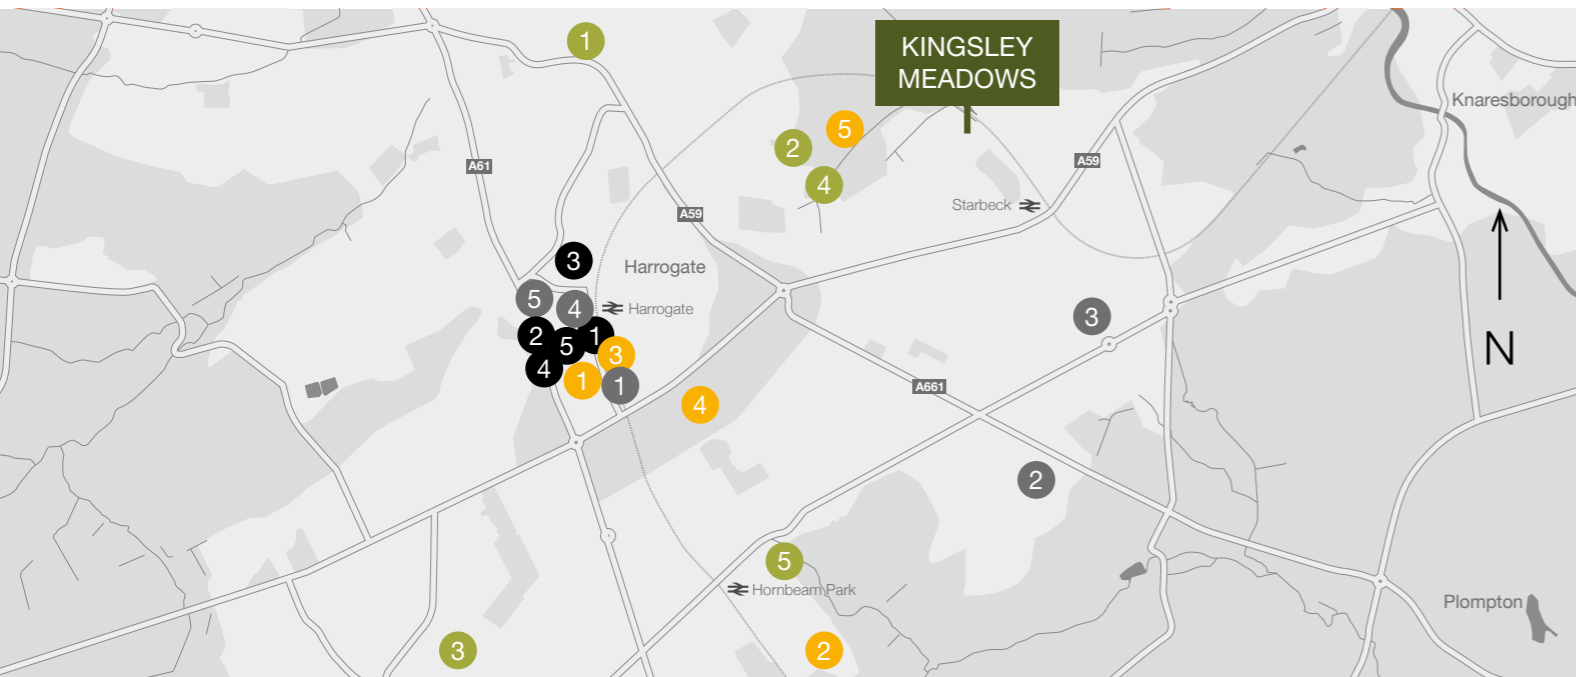 1
KINGSLEY
MEADOWS
Knaresborough
5
2
A59
A61
4
Starbeck
A59
3
Harrogate
5
4
Harrogate
3
2
1
5
N
3
4
1
1
A661
4
2
5
Hornbeam Park
Plompton
3
2